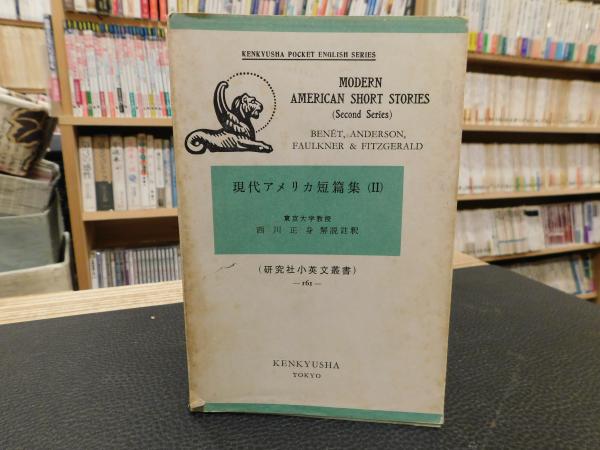 KENKYUSHA POCKET ENGLISH SERIES
MODERN
AMERICAN SHORT STORIES
(Second Series)
BENÉT, ANDERSON,
FAULKNER & FITZGERALD
現代アメリカ短篇集 (II)
東京大学教授
西川正身 解説註釈
(研究社小英文叢書)
—161—
KENKYUSHA
TOKYO